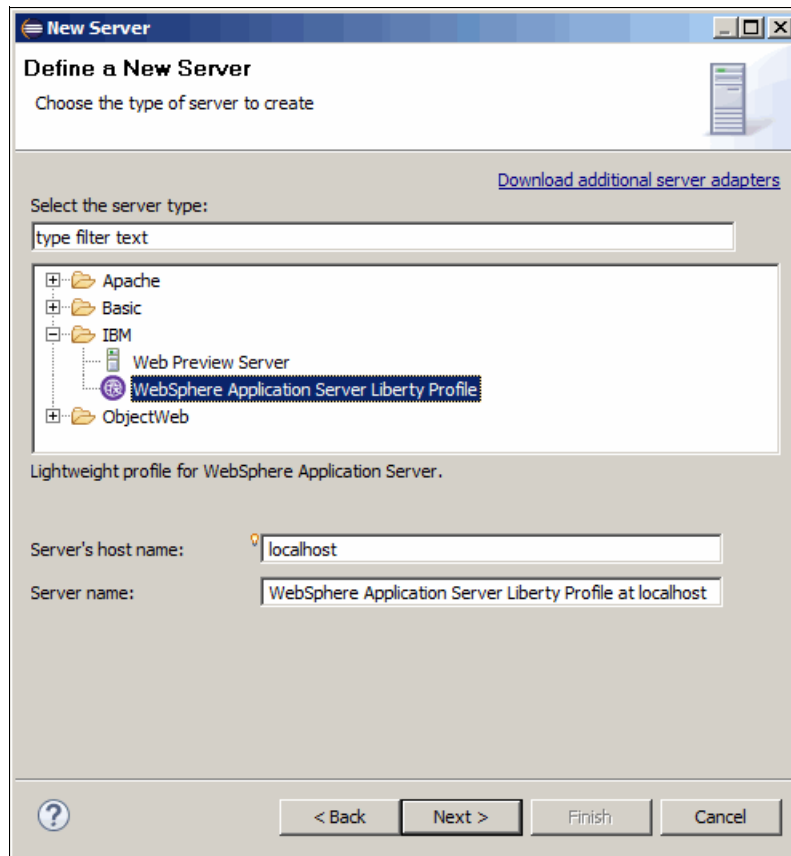 New Server
Define a New Server
Choose the type of server to create
Download additional server adapters
Select the server type:
type filter text
Apache
Basic
IBM
Web Preview Server
WebSphere Application Server Liberty Profile
ObjectWeb
Lightweight profile for WebSphere Application Server.
Server's host name: localhost
Server name: WebSphere Application Server Liberty Profile at localhost
? < Back Next > Finish Cancel